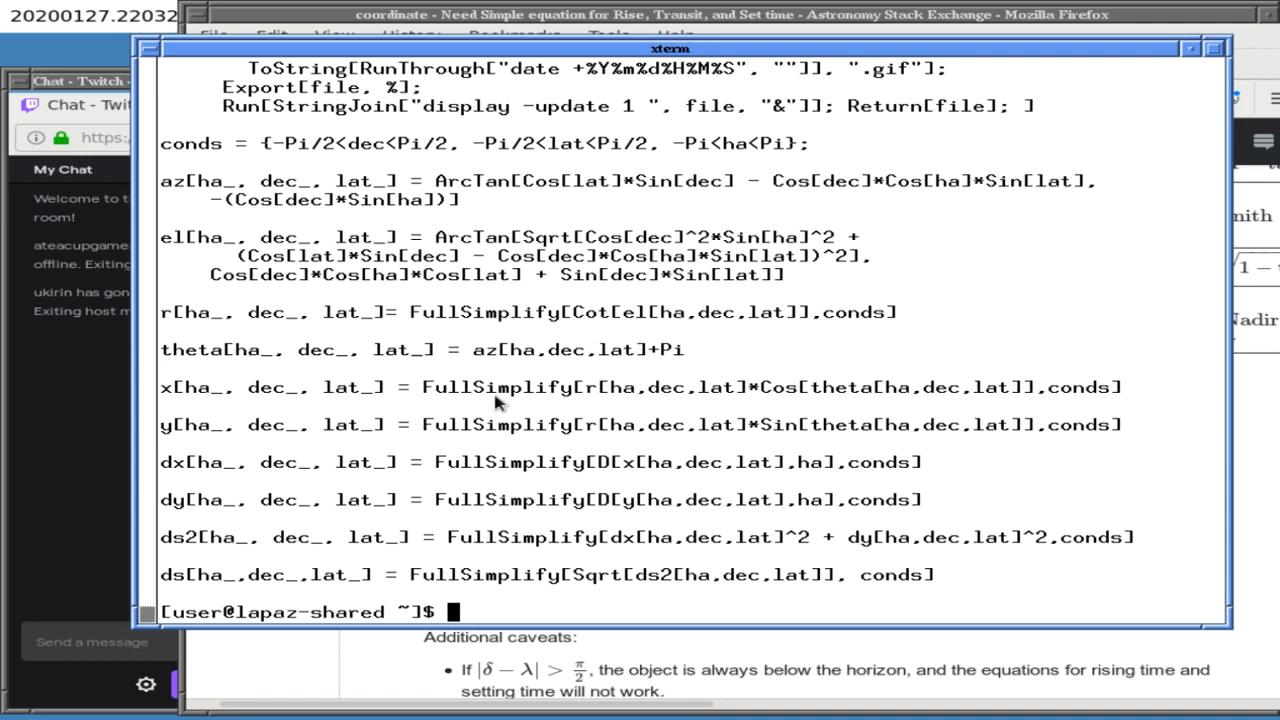 20200127.22032
coordinate - Need Simple equation for Rise, Transit, and Set time - Astronomy Stack Exchange - Mozilla Firefox
xterm
Chat - Twitch -
Chat - Twit
https:
My Chat
Welcome to t
room!
ateacupgame
offline. Exiting
ukirin has gon
Exiting host m
Send a message
ToString[RunThrough["date +%Y%m%d%H%M%S", ""]], ".gif"];
Export[file, %];
Run[StringJoin["display -update 1 ", file, "&"]]; Return[file]; ]
conds = {-Pi/2<dec<Pi/2, -Pi/2<lat<Pi/2, -Pi<ha<Pi};
az[ha_, dec_, lat_] = ArcTan[Cos[lat]*Sin[dec] - Cos[dec]*Cos[ha]*Sin[lat],
-(Cos[dec]*Sin[ha])]
el[ha_, dec_, lat_] = ArcTan[Sqrt[Cos[dec]^2*Sin[ha]^2 +
(Cos[lat]*Sin[dec] - Cos[dec]*Cos[ha]*Sin[lat])^2],
Cos[dec]*Cos[ha]*Cos[lat] + Sin[dec]*Sin[lat]]
r[ha_, dec_, lat_]= FullSimplify[Cot[el[ha,dec,lat]],conds]
theta[ha_, dec_, lat_] = az[ha,dec,lat]+Pi
x[ha_, dec_, lat_] = FullSimplify[r[ha,dec,lat]*Cos[theta[ha,dec,lat]],conds]
y[ha_, dec_, lat_] = FullSimplify[r[ha,dec,lat]*Sin[theta[ha,dec,lat]],conds]
dx[ha_, dec_, lat_] = FullSimplify[D[x[ha,dec,lat],ha],conds]
dy[ha_, dec_, lat_] = FullSimplify[D[y[ha,dec,lat],ha],conds]
ds2[ha_, dec_, lat_] = FullSimplify[dx[ha,dec,lat]^2 + dy[ha,dec,lat]^2,conds]
ds[ha_,dec_,lat_] = FullSimplify[Sqrt[ds2[ha,dec,lat]], conds]
[user@lapaz-shared ~]$
nith
√1 −
Nadir
Additional caveats:
• If |δ − λ| > π/2, the object is always below the horizon, and the equations for rising time and
setting time will not work.